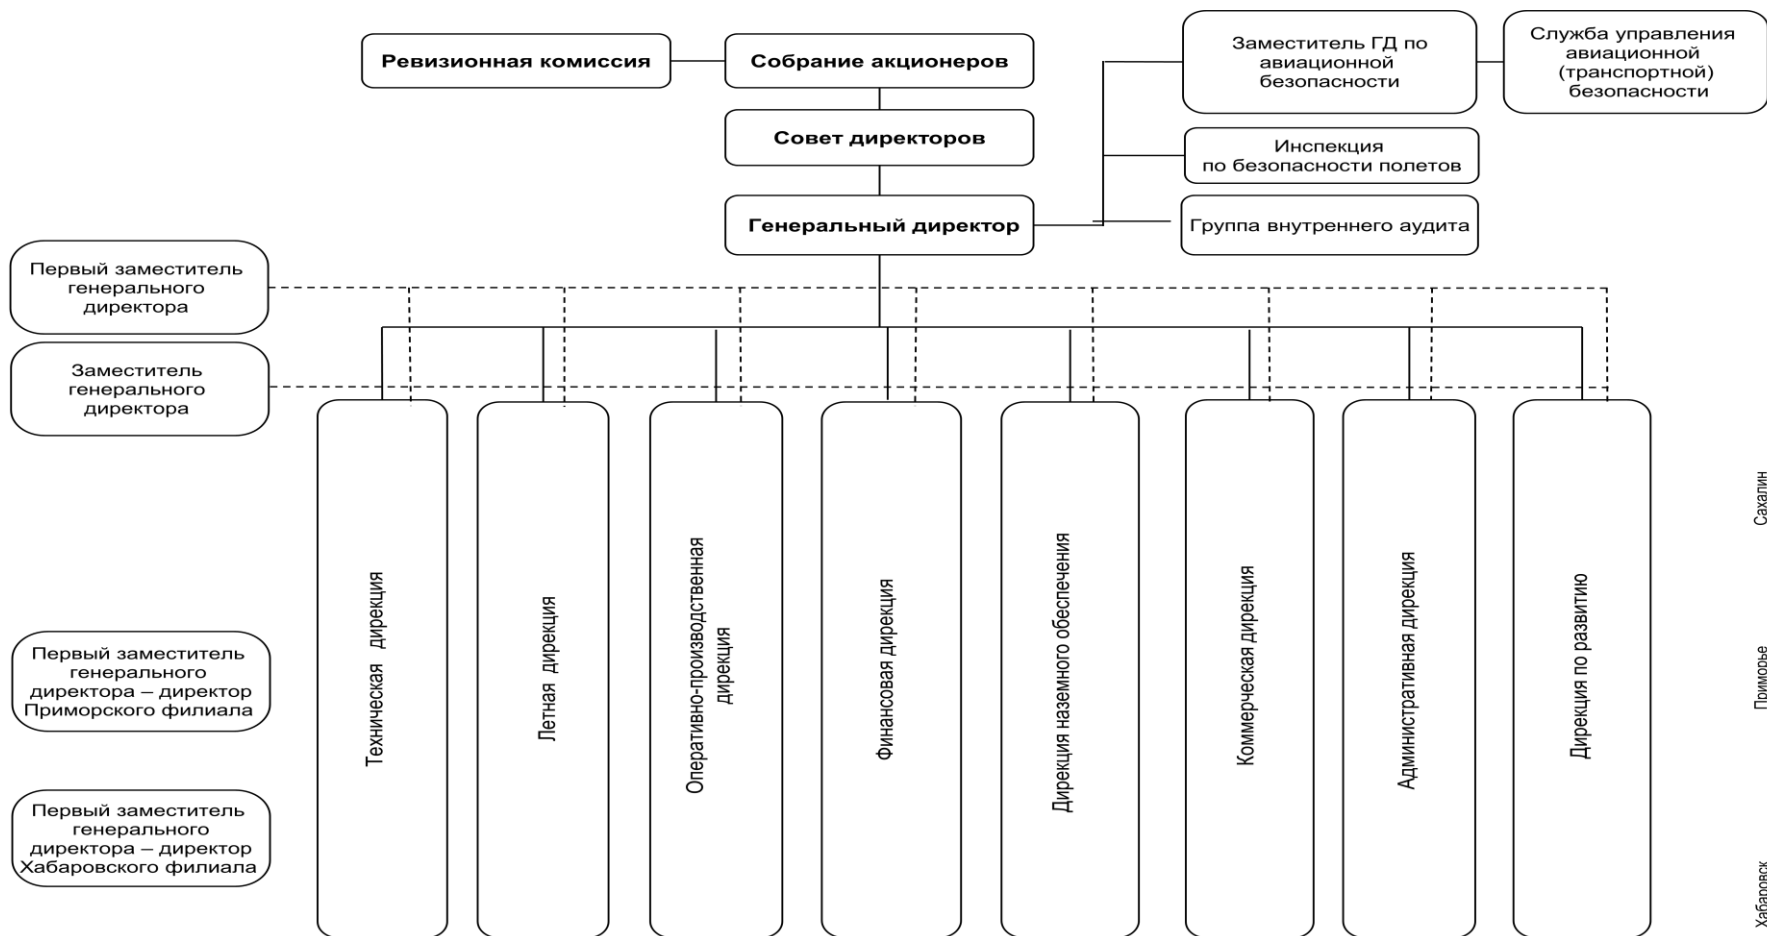 Ревизионная комиссия
Собрание акционеров
Заместитель ГД по
авиационной
безопасности
Служба управления
авиационной
(транспортной)
безопасности
Совет директоров
Инспекция
по безопасности полетов
Генеральный директор
Группа внутреннего аудита
Первый заместитель
генерального
директора
Заместитель
генерального
директора
Первый заместитель
генерального
директора – директор
Приморского филиала
Первый заместитель
генерального
директора – директор
Хабаровского филиала
Техническая дирекция
Летная дирекция
Оперативно-производственная
дирекция
Финансовая дирекция
Дирекция наземного обеспечения
Коммерческая дирекция
Административная дирекция
Дирекция по развитию
Сахалин
Приморье
Хабаровск